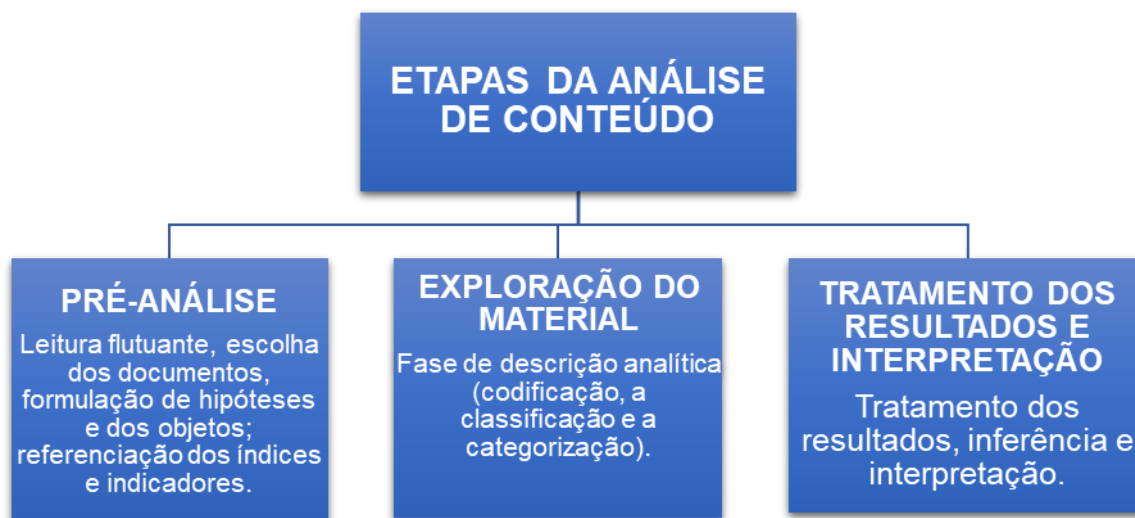 ETAPAS DA ANÁLISE
DE CONTEÚDO
PRÉ-ANÁLISE
Leitura flutuante, escolha
dos documentos,
formulação de hipóteses
e dos objetos;
referenciação dos índices
e indicadores.
EXPLORAÇÃO DO
MATERIAL
Fase de descrição analítica
(codificação, a
classificação e a
categorização).
TRATAMENTO DOS
RESULTADOS E
INTERPRETAÇÃO
Tratamento dos
resultados, inferência e
interpretação.